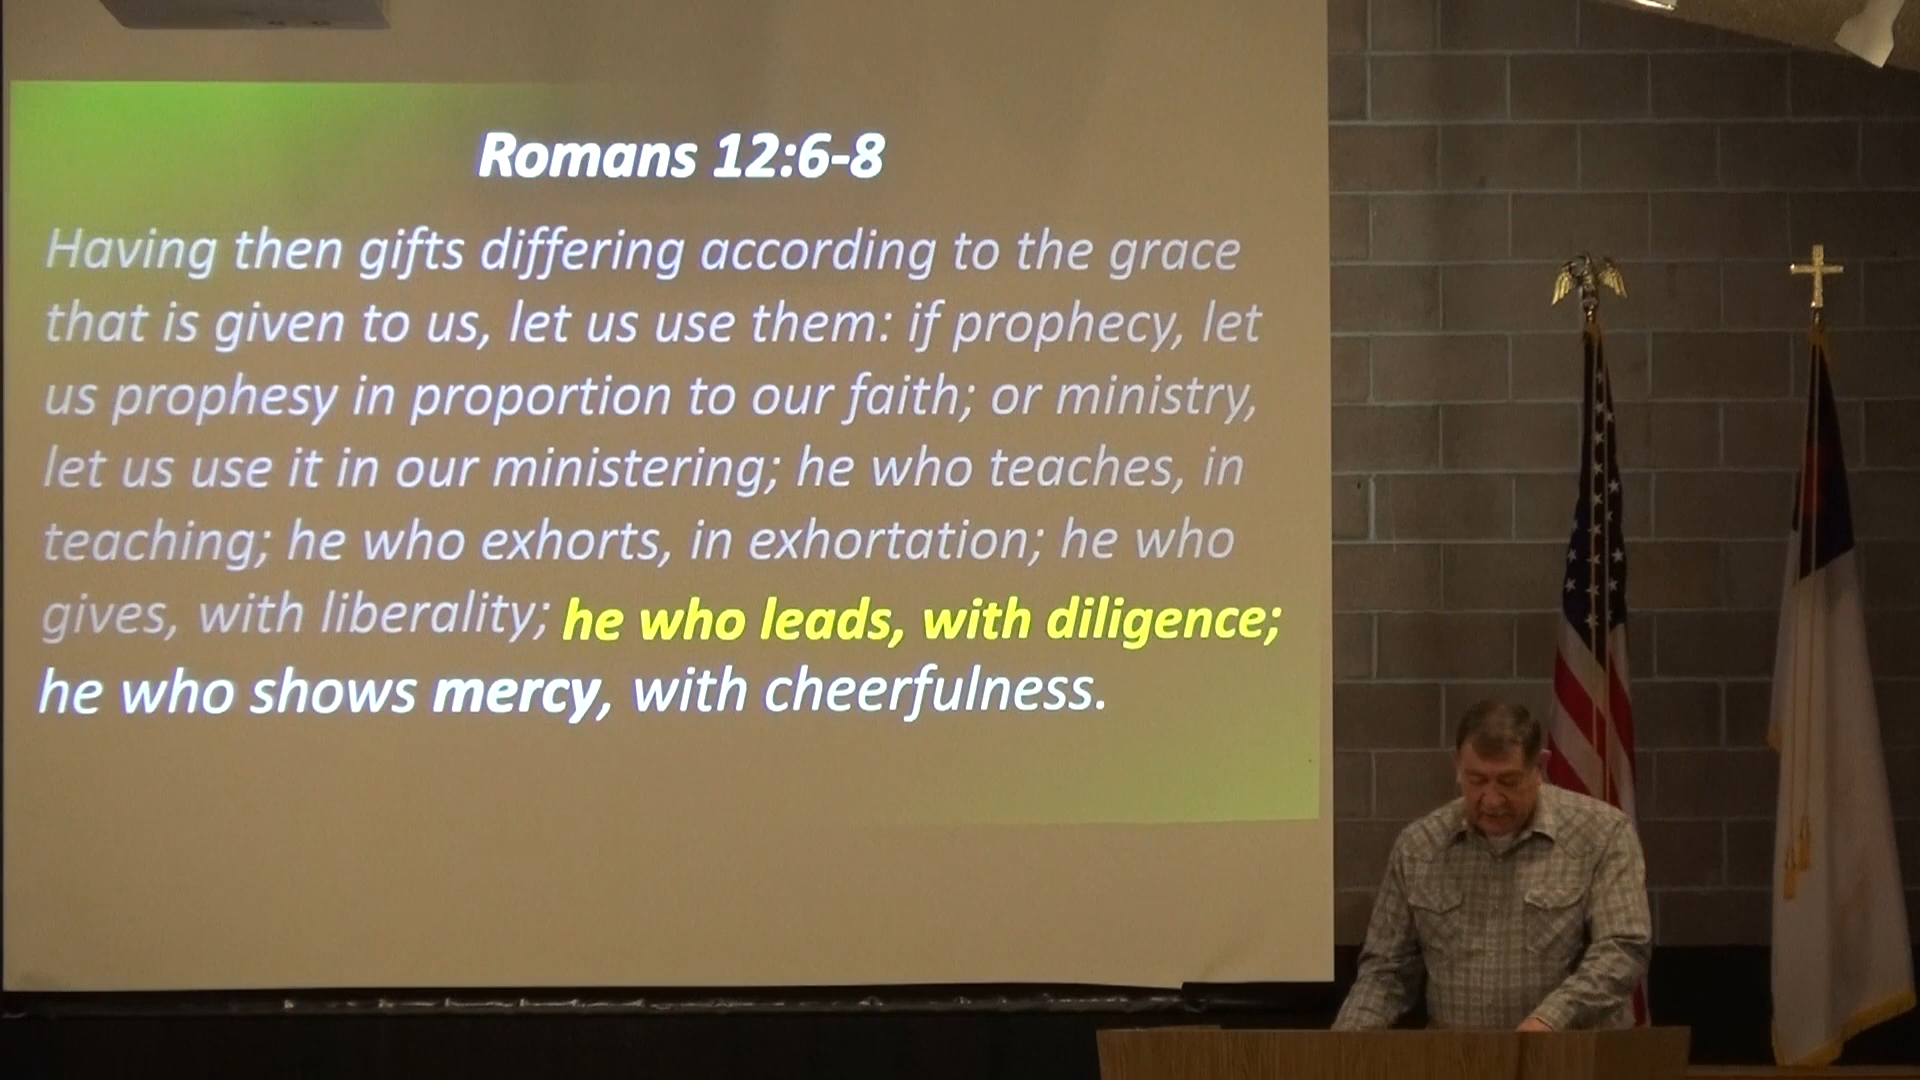 Romans 12:6-8
Having then gifts differing according to the grace
that is given to us, let us use them: if prophecy, let
us prophesy in proportion to our faith; or ministry,
let us use it in our ministering; he who teaches, in
teaching; he who exhorts, in exhortation; he who
gives, with liberality; he who leads, with diligence;
he who shows mercy, with cheerfulness.